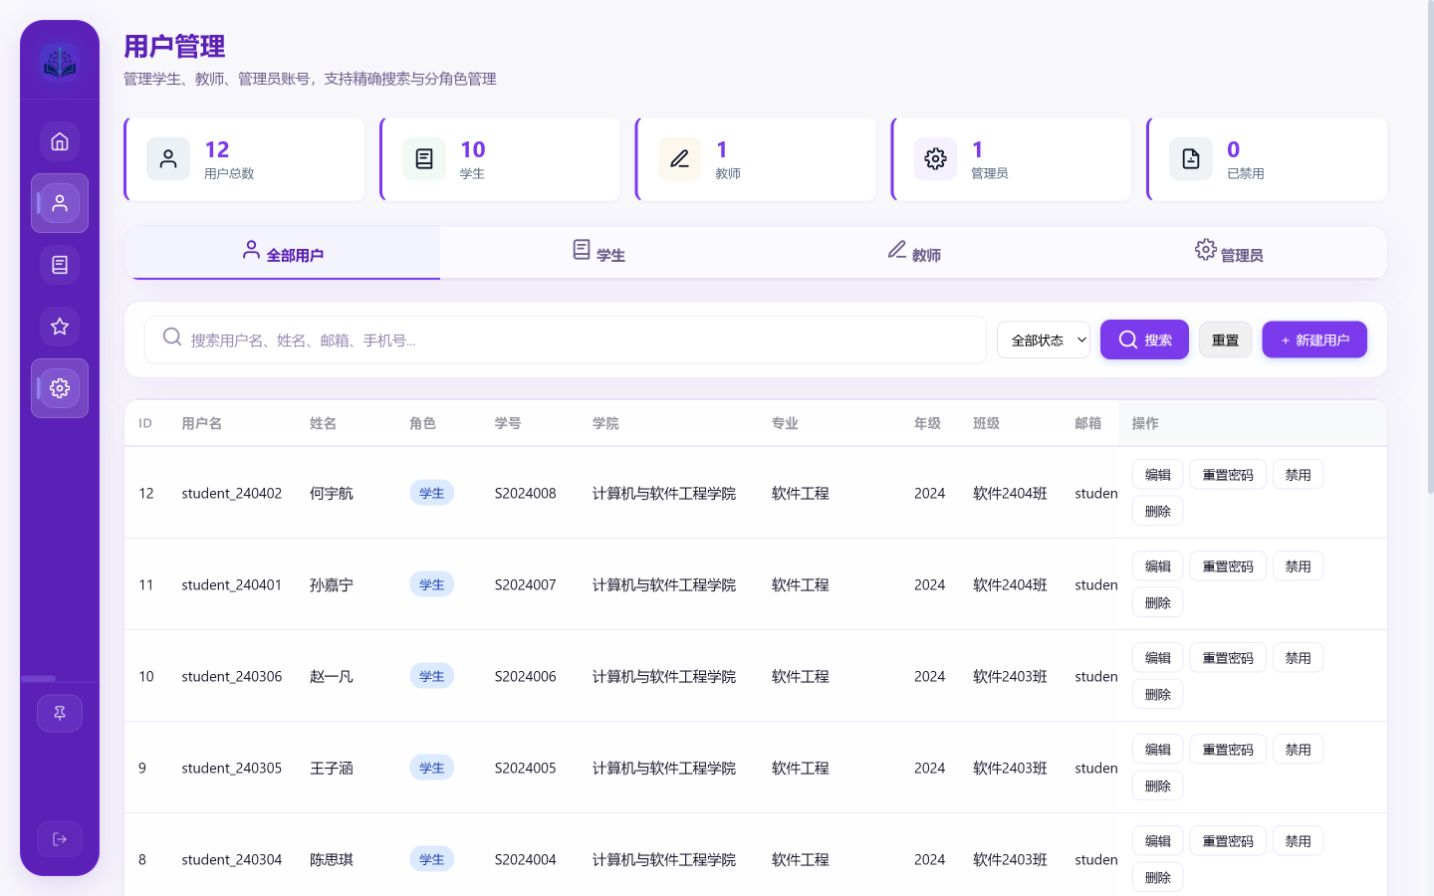 用户管理
管理学生、教师、管理员账号，支持精确搜索与分角色管理
12
用户总数
10
学生
1
教师
1
管理员
0
已禁用
全部用户 学生 教师 管理员
搜索用户名、姓名、邮箱、手机号... 全部状态 搜索 重置 + 新建用户
ID 用户名 姓名 角色 学号 学院 专业 年级 班级 邮箱 操作
12 student_240402 何宇航 学生 S2024008 计算机与软件工程学院 软件工程 2024 软件2404班 studen 编辑 重置密码 禁用
删除
11 student_240401 孙嘉宁 学生 S2024007 计算机与软件工程学院 软件工程 2024 软件2404班 studen 编辑 重置密码 禁用
删除
10 student_240306 赵一凡 学生 S2024006 计算机与软件工程学院 软件工程 2024 软件2403班 studen 编辑 重置密码 禁用
删除
9 student_240305 王子涵 学生 S2024005 计算机与软件工程学院 软件工程 2024 软件2403班 studen 编辑 重置密码 禁用
删除
8 student_240304 陈思琪 学生 S2024004 计算机与软件工程学院 软件工程 2024 软件2403班 studen 编辑 重置密码 禁用
删除